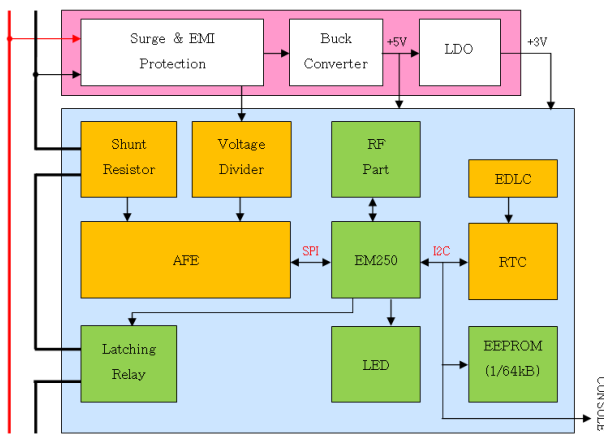 Surge & EMI
Protection
Buck
Converter
+5V
LDO
+3V
Shunt
Resistor
Voltage
Divider
RF
Part
EDLC
AFE
SPI
EM250
I2C
RTC
Latching
Relay
LED
EEPROM
(1/64kB)
CONSOLE